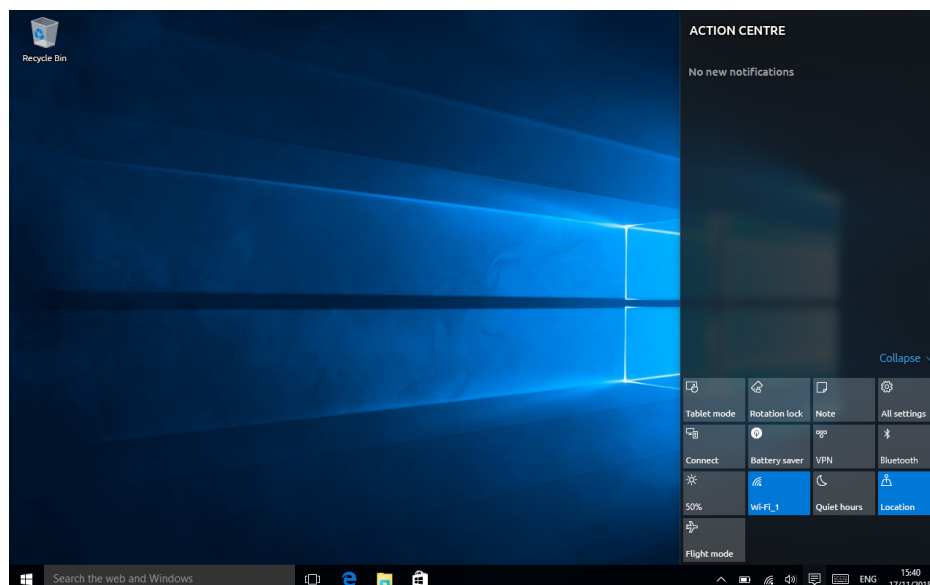 Recycle Bin
ACTION CENTRE
No new notifications
Collapse
Tablet mode
Rotation lock
Note
All settings
Connect
Battery saver
VPN
Bluetooth
50%
Wi-Fi_1
Quiet hours
Location
Flight mode
Search the web and Windows
ENG
15:40